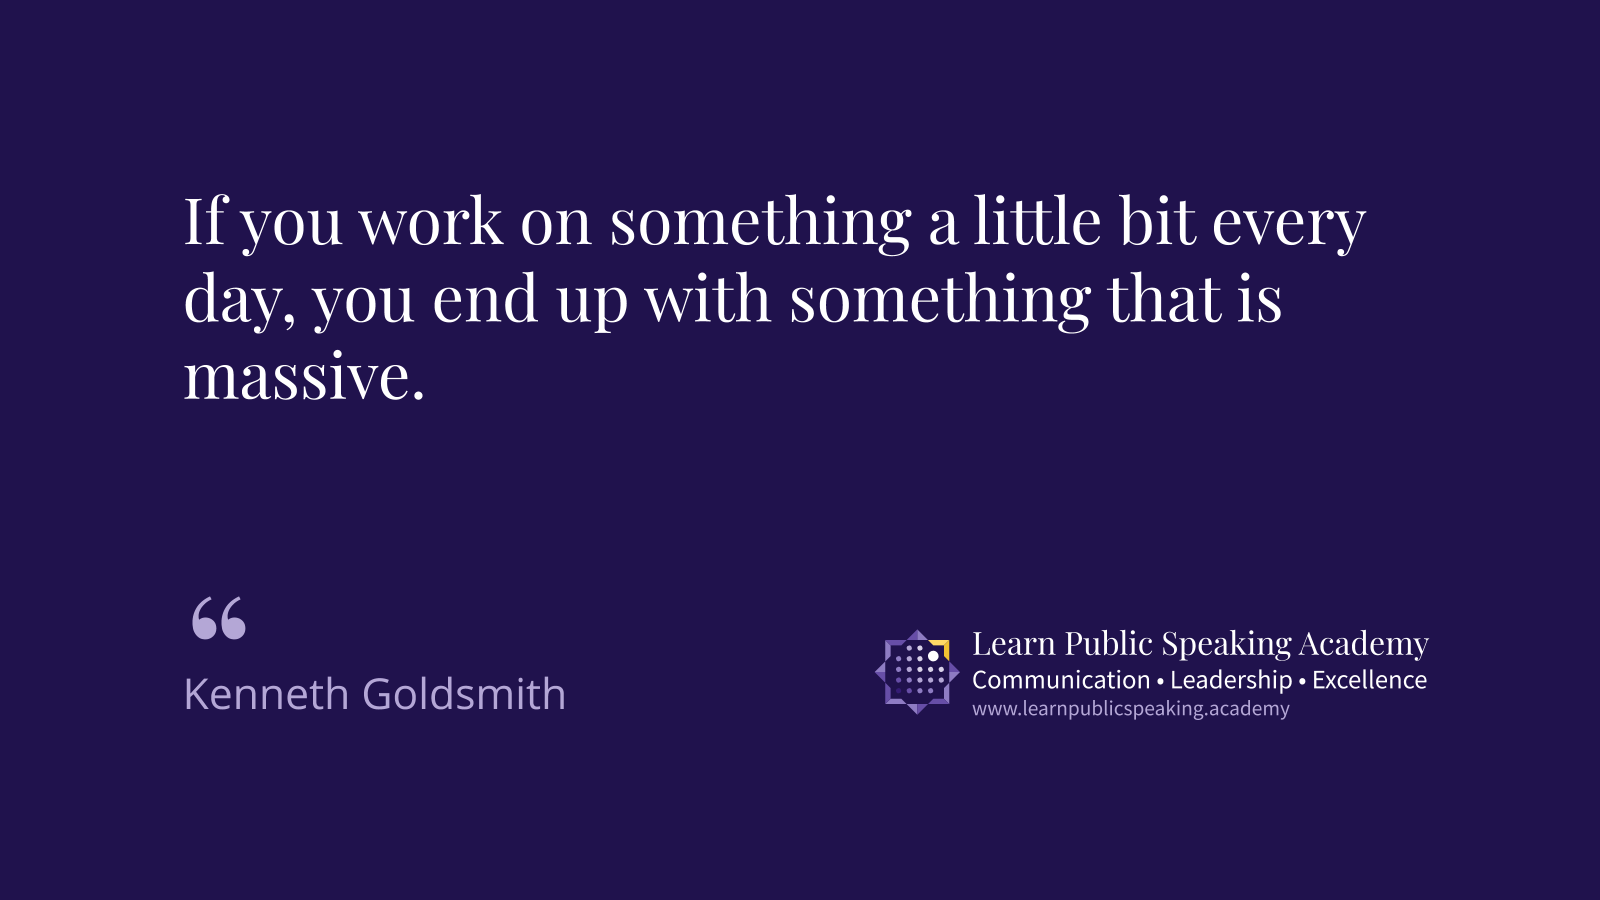 If you work on something a little bit every
day, you end up with something that is
massive.
“
Kenneth Goldsmith
Learn Public Speaking Academy
Communication • Leadership • Excellence
www.learnpublicspeaking.academy